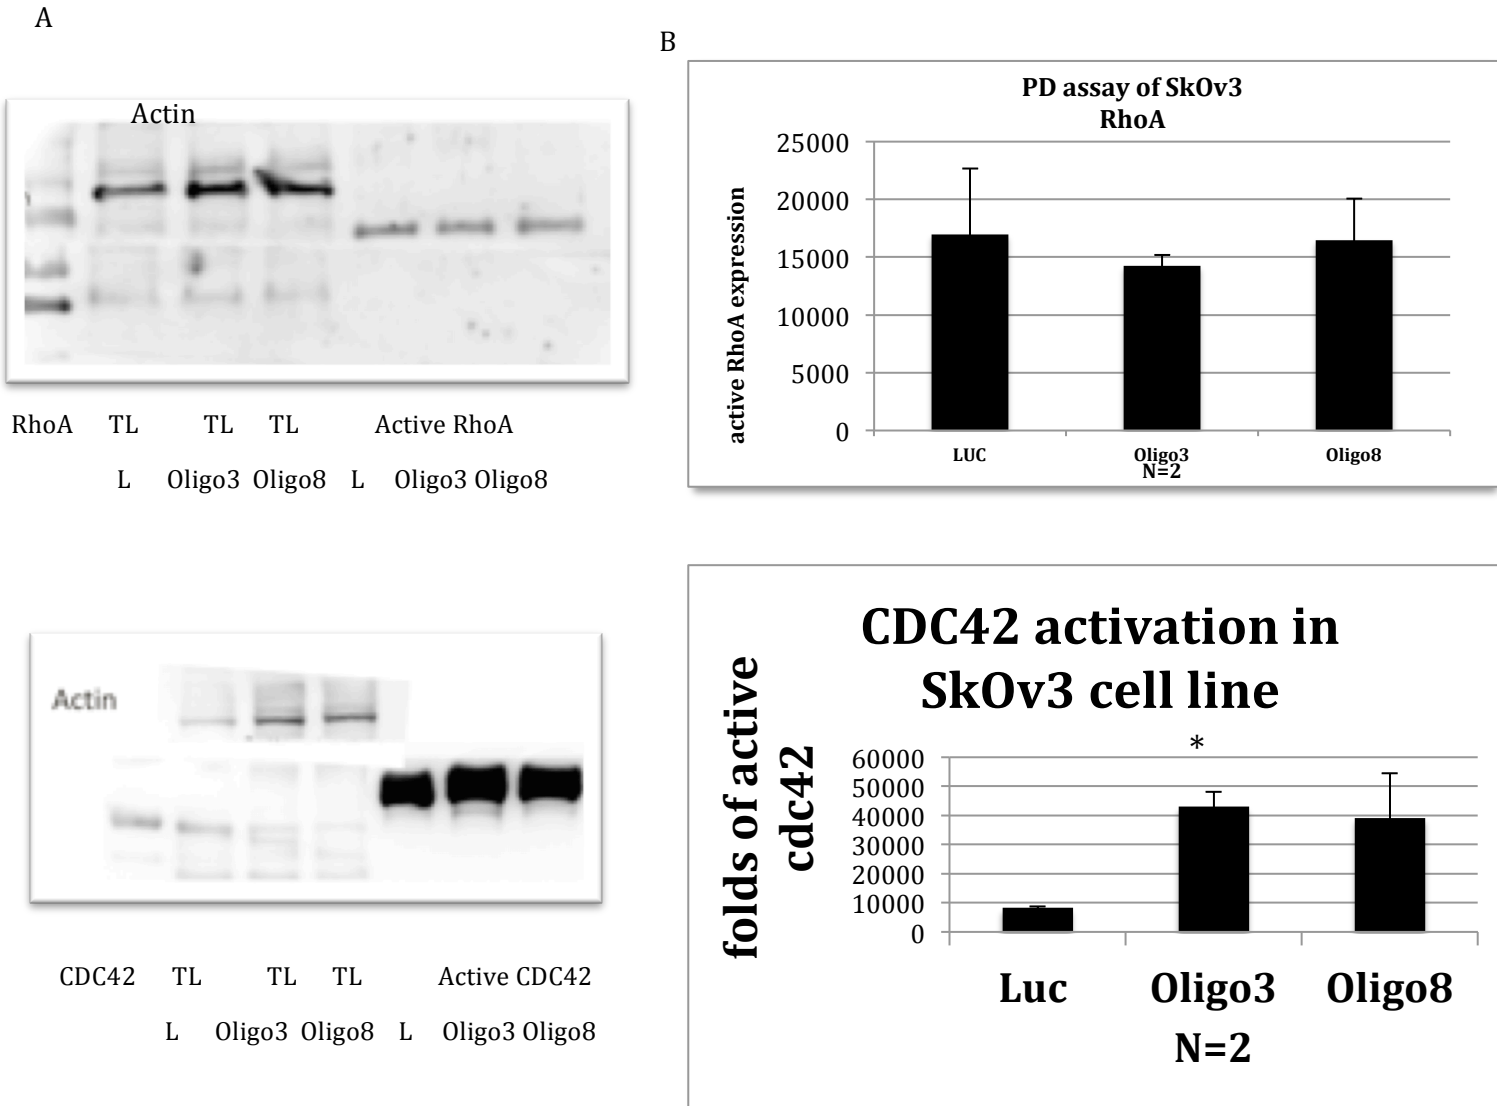 A
Actin
RhoA TL TL TL Active RhoA
L Oligo3 Oligo8 L Oligo3 Oligo8
Actin
CDC42 TL TL TL Active CDC42
L Oligo3 Oligo8 L Oligo3 Oligo8
B
PD assay of SkOv3
RhoA
active RhoA expression
25000
20000
15000
10000
5000
0
LUC Oligo3 Oligo8
N=2
CDC42 activation in
SkOv3 cell line
folds of active
cdc42
*
60000
50000
40000
30000
20000
10000
0
Luc Oligo3 Oligo8
N=2